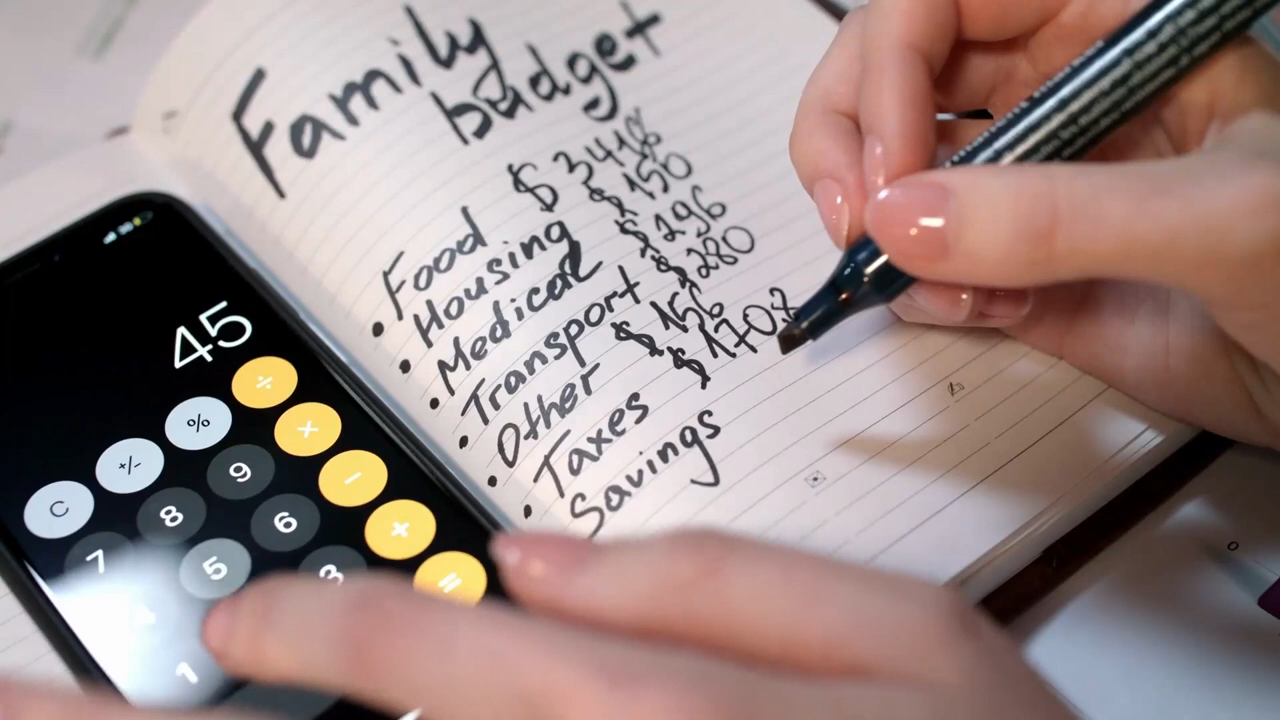 Family
budget
• Food $ 3418
• Housing $ 150
• Medical $ 296
• Transport $ 280
• Other $ 156
• Taxes $ 1708
Savings
45
C +/- % ÷
7 8 9 ×
5 6 −
1 3 +
=